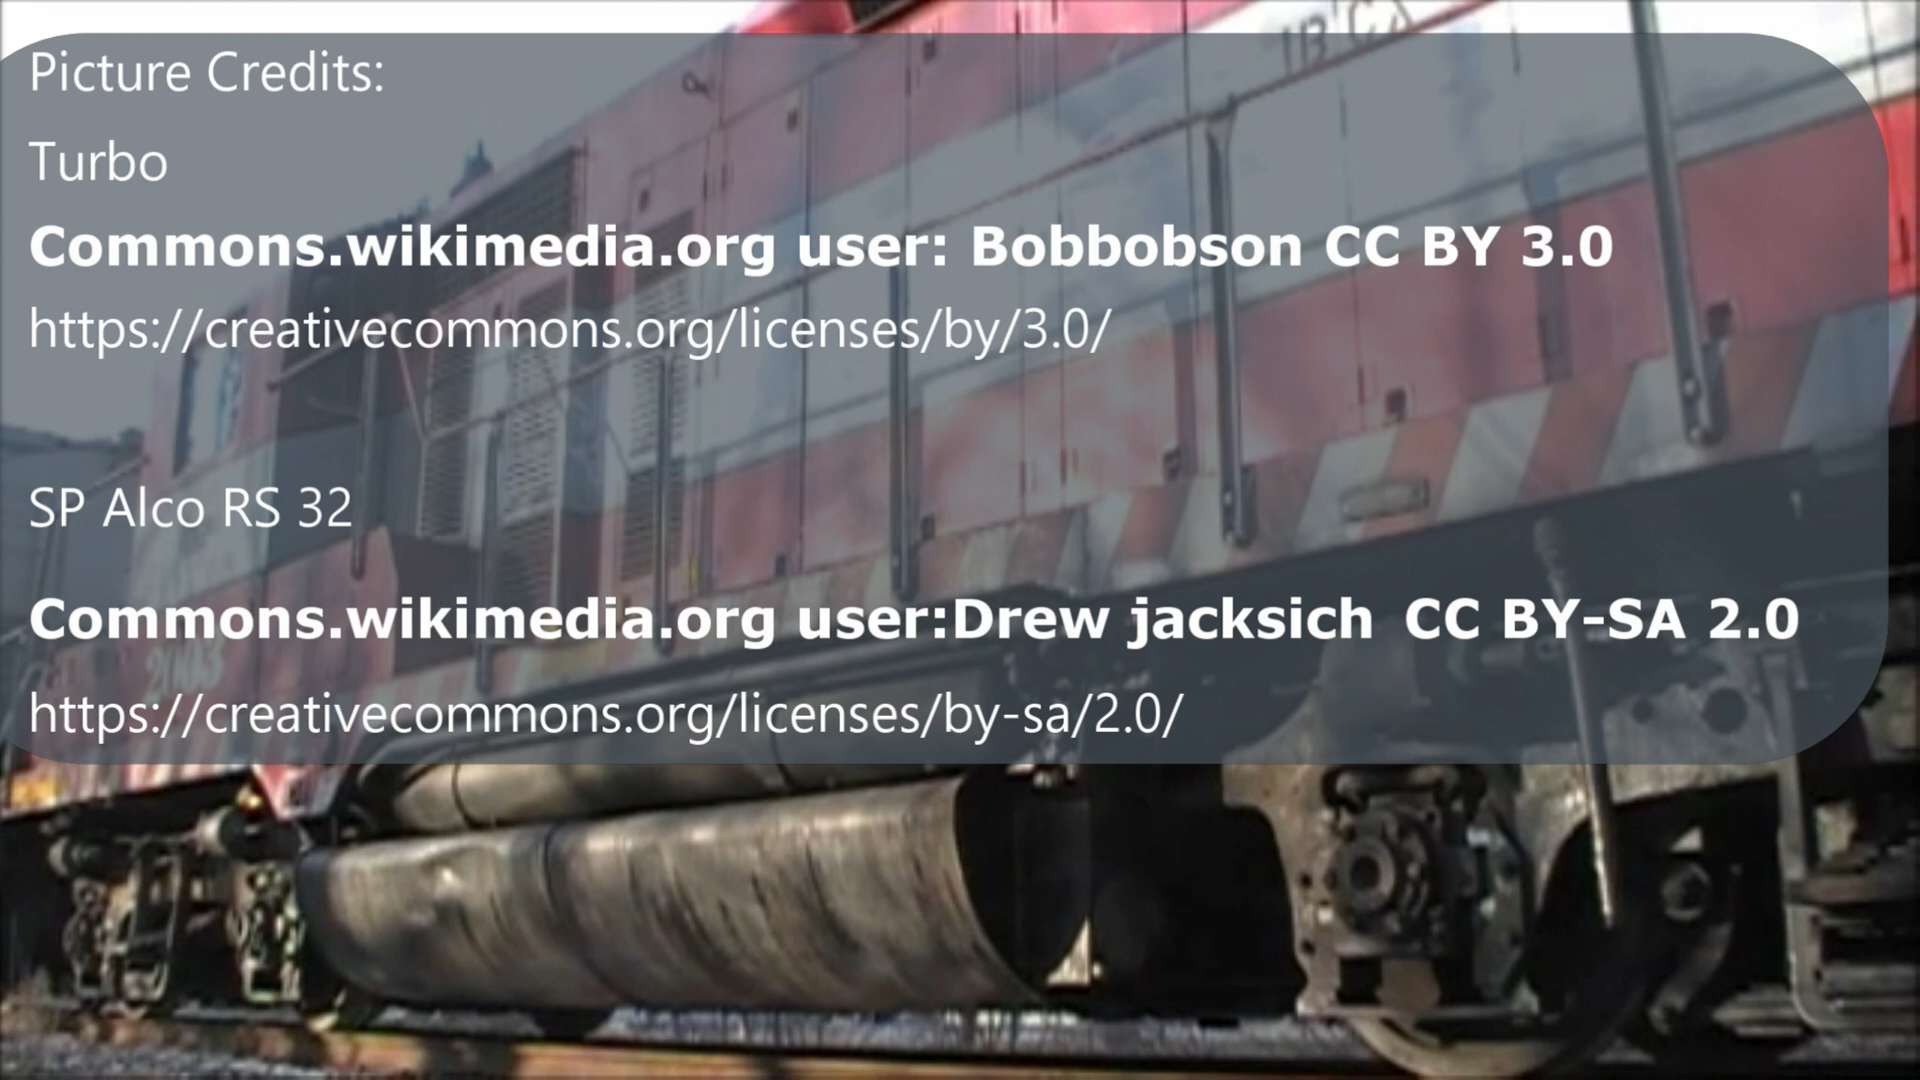 Picture Credits:
Turbo
Commons.wikimedia.org user: Bobbobson CC BY 3.0
https://creativecommons.org/licenses/by/3.0/
SP Alco RS 32
Commons.wikimedia.org user:Drew jacksich CC BY-SA 2.0
https://creativecommons.org/licenses/by-sa/2.0/